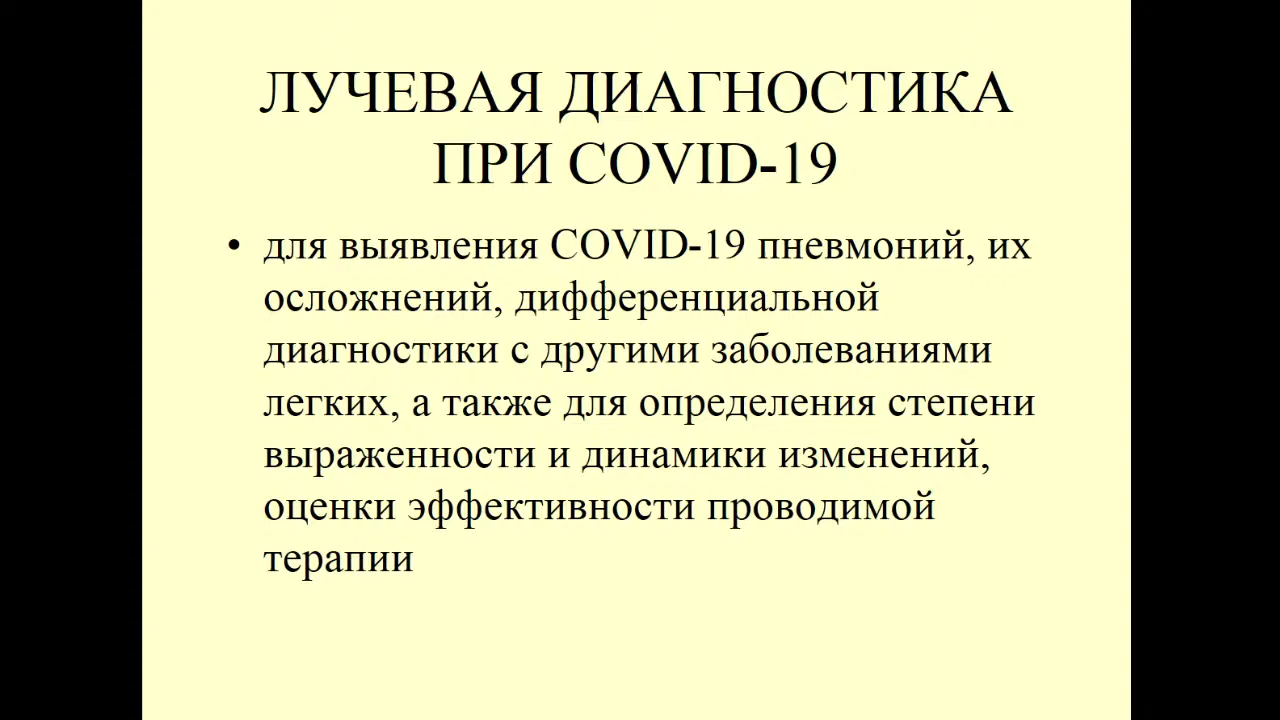 ЛУЧЕВАЯ ДИАГНОСТИКА
ПРИ COVID-19
• для выявления COVID-19 пневмоний, их
осложнений, дифференциальной
диагностики с другими заболеваниями
легких, а также для определения степени
выраженности и динамики изменений,
оценки эффективности проводимой
терапии